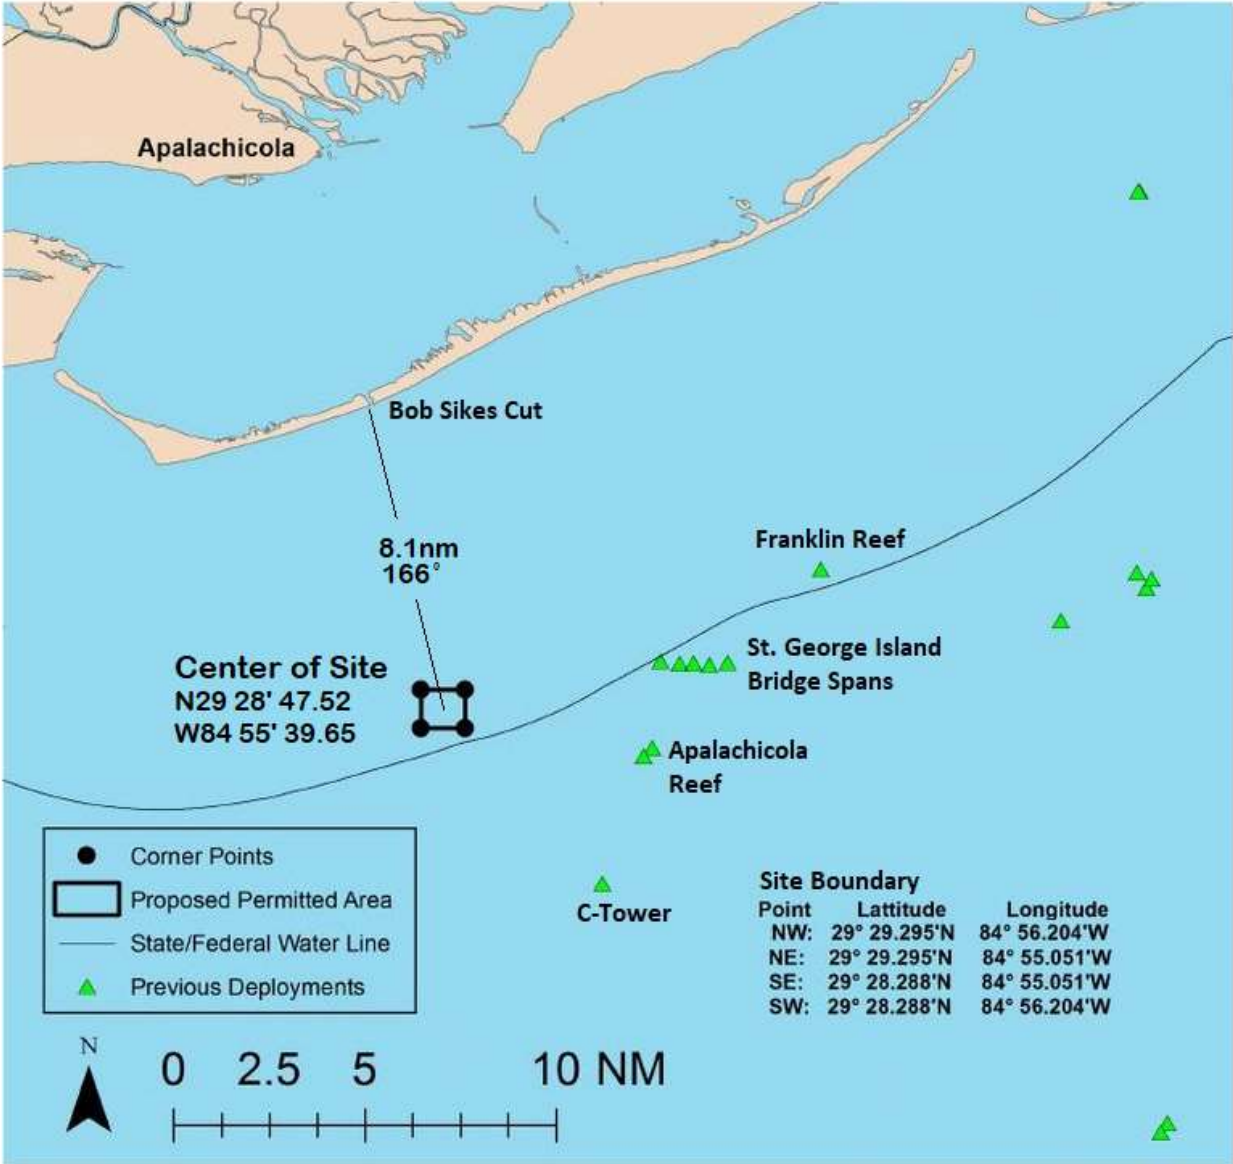 Apalachicola
Bob Sikes Cut
8.1nm
166°
Franklin Reef
St. George Island
Bridge Spans
Center of Site
N29 28' 47.52
W84 55' 39.65
Apalachicola
Reef
C-Tower
Corner Points
Proposed Permitted Area
State/Federal Water Line
Previous Deployments
Site Boundary
Point Lattitude Longitude
NW: 29° 29.295'N 84° 56.204'W
NE: 29° 29.295'N 84° 55.051'W
SE: 29° 28.288'N 84° 55.051'W
SW: 29° 28.288'N 84° 56.204'W
N
0 2.5 5 10 NM